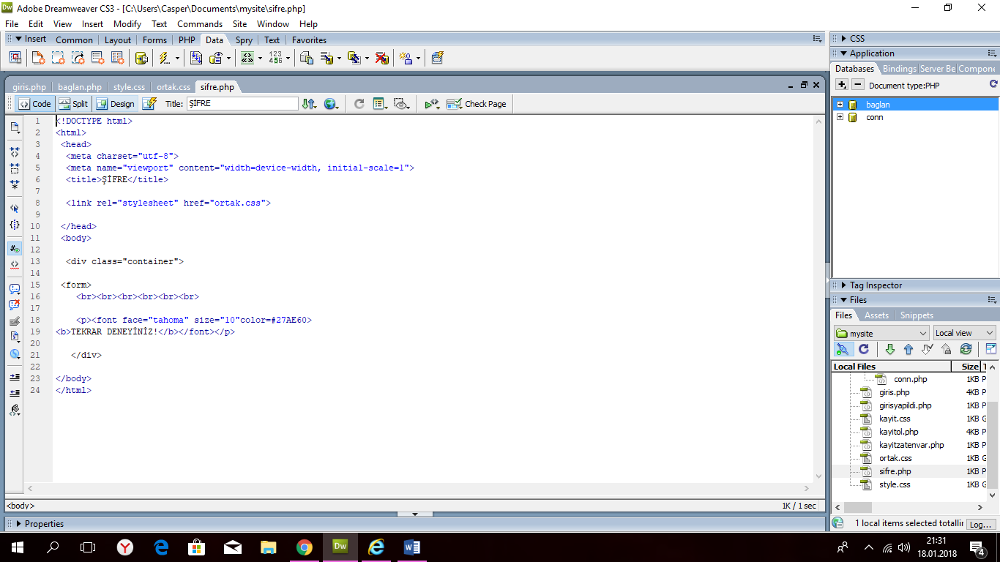 Adobe Dreamweaver CS3 - [C:\Users\Casper\Documents\mysite\sifre.php]
File Edit View Insert Modify Text Commands Site Window Help
Insert Common Layout Forms PHP Data Spry Text Favorites
giris.php baglan.php style.css ortak.css sifre.php
Code Split Design Title: ŞİFRE Check Page
1 <!DOCTYPE html>
2 <html>
3 <head>
4 <meta charset="utf-8">
5 <meta name="viewport" content="width=device-width, initial-scale=1">
6 <title>ŞİFRE</title>
7
8 <link rel="stylesheet" href="ortak.css">
9
10 </head>
11 <body>
12
13 <div class="container">
14
15 <form>
16 <br><br><br><br><br><br>
17
18 <p><font face="tahoma" size="10"color=#27AE60>
19 <b>TEKRAR DENEYİNİZ!</b></font></p>
20
21 </div>
22
23 </body>
24 </html>
<body> 1K / 1 sec
Properties
CSS
Application
Databases Bindings Server Be Compone
Document type:PHP
baglan
conn
Tag Inspector
Files
Files Assets Snippets
mysite Local view
Local Files Size T
conn.php 1KB P
giris.php 4KB P
girisyapildi.php 1KB P
kayit.css 1KB C
kayitol.php 4KB P
kayitzatenvar.php 1KB P
ortak.css 1KB C
sifre.php 1KB P
style.css 1KB C
1 local items selected totallir Log...
Dw W 21:31
18.01.2018 4